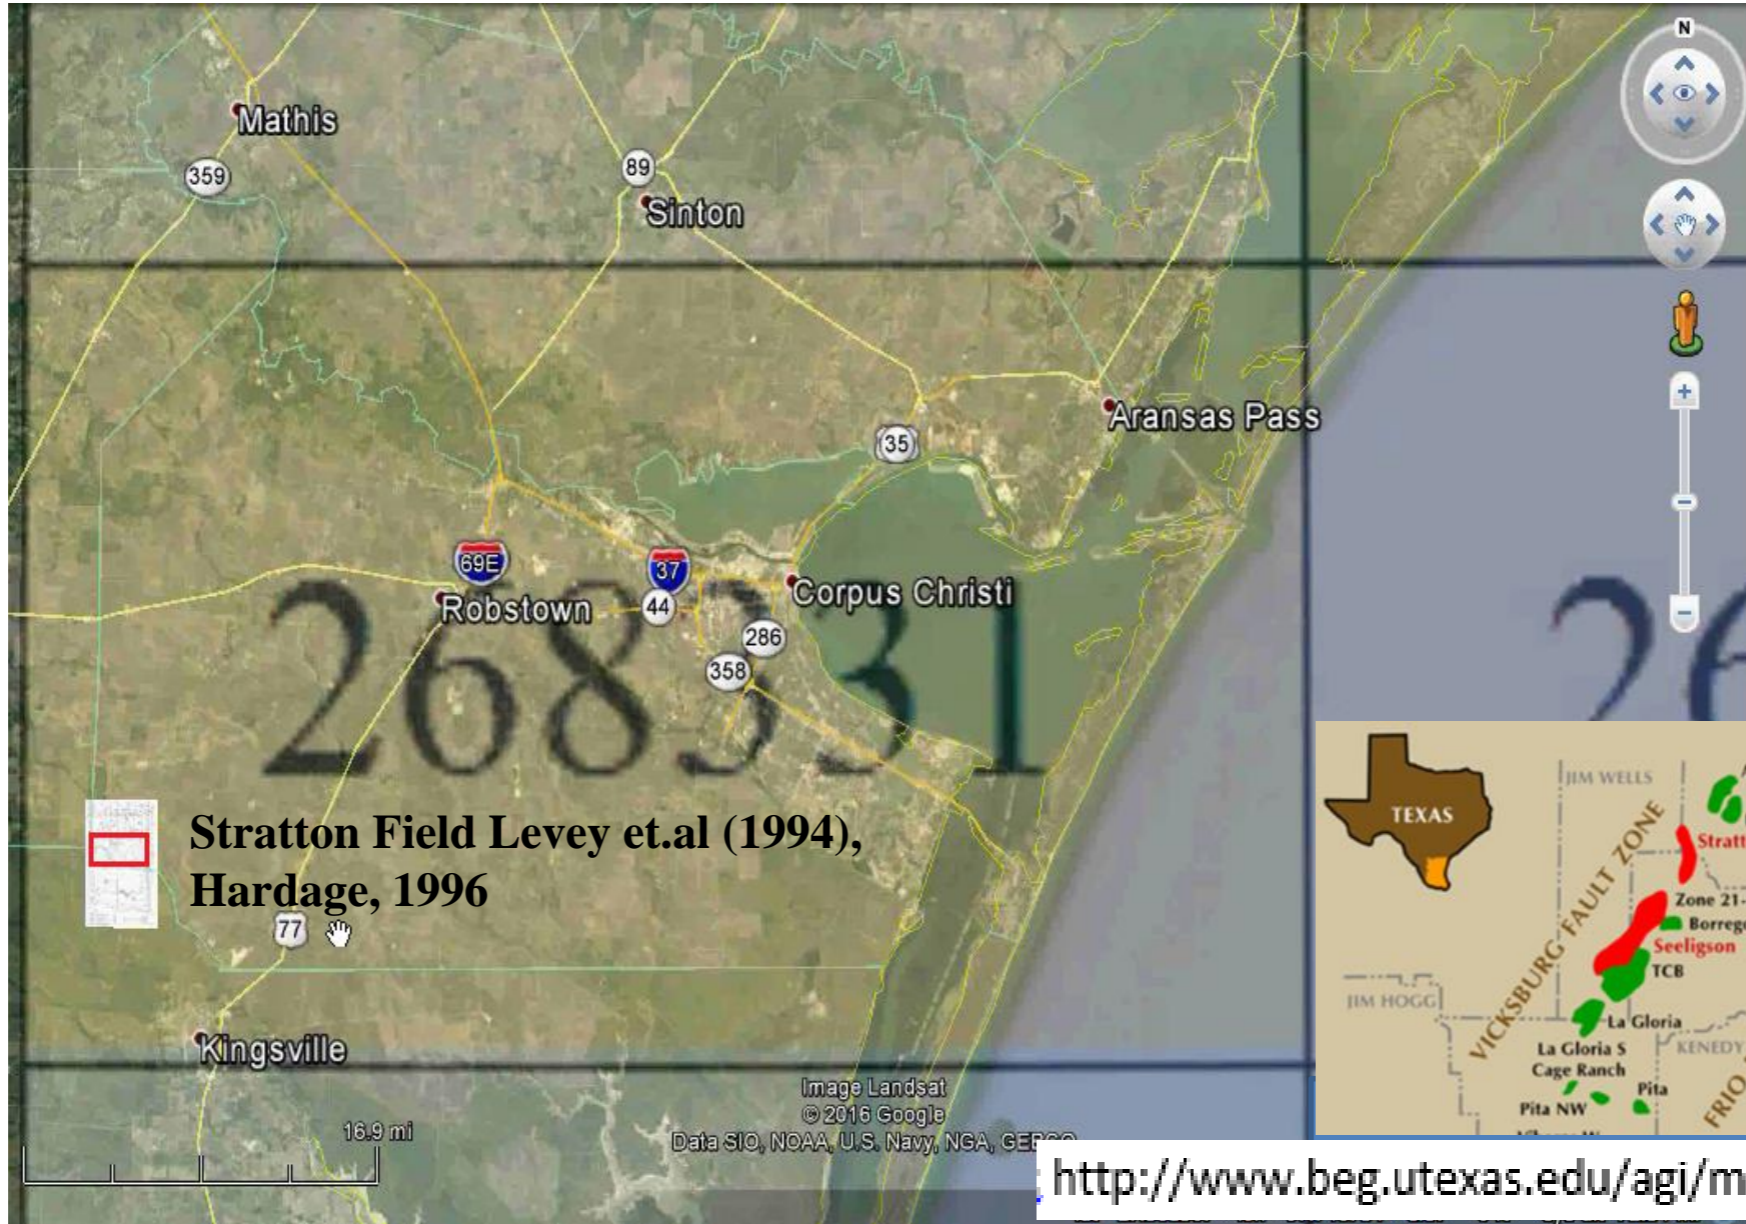 N
Mathis
359
89
Sinton
Aransas Pass
35
69E
37
Robstown
44
Corpus Christi
286
358
26831
Stratton Field Levey et.al (1994),
Hardage, 1996
77
Kingsville
16.9 mi
Image Landsat
© 2016 Google
Data SIO, NOAA, U.S. Navy, NGA,
TEXAS
JIM WELLS
VICKSBURG FAULT ZONE
Zone 21-
Seeligson
TCB
JIM HOGG
La Gloria
La Gloria S
Cage Ranch
KENEDY
Pita
Pita NW
FRIO
http://www.beg.utexas.edu/agi/m